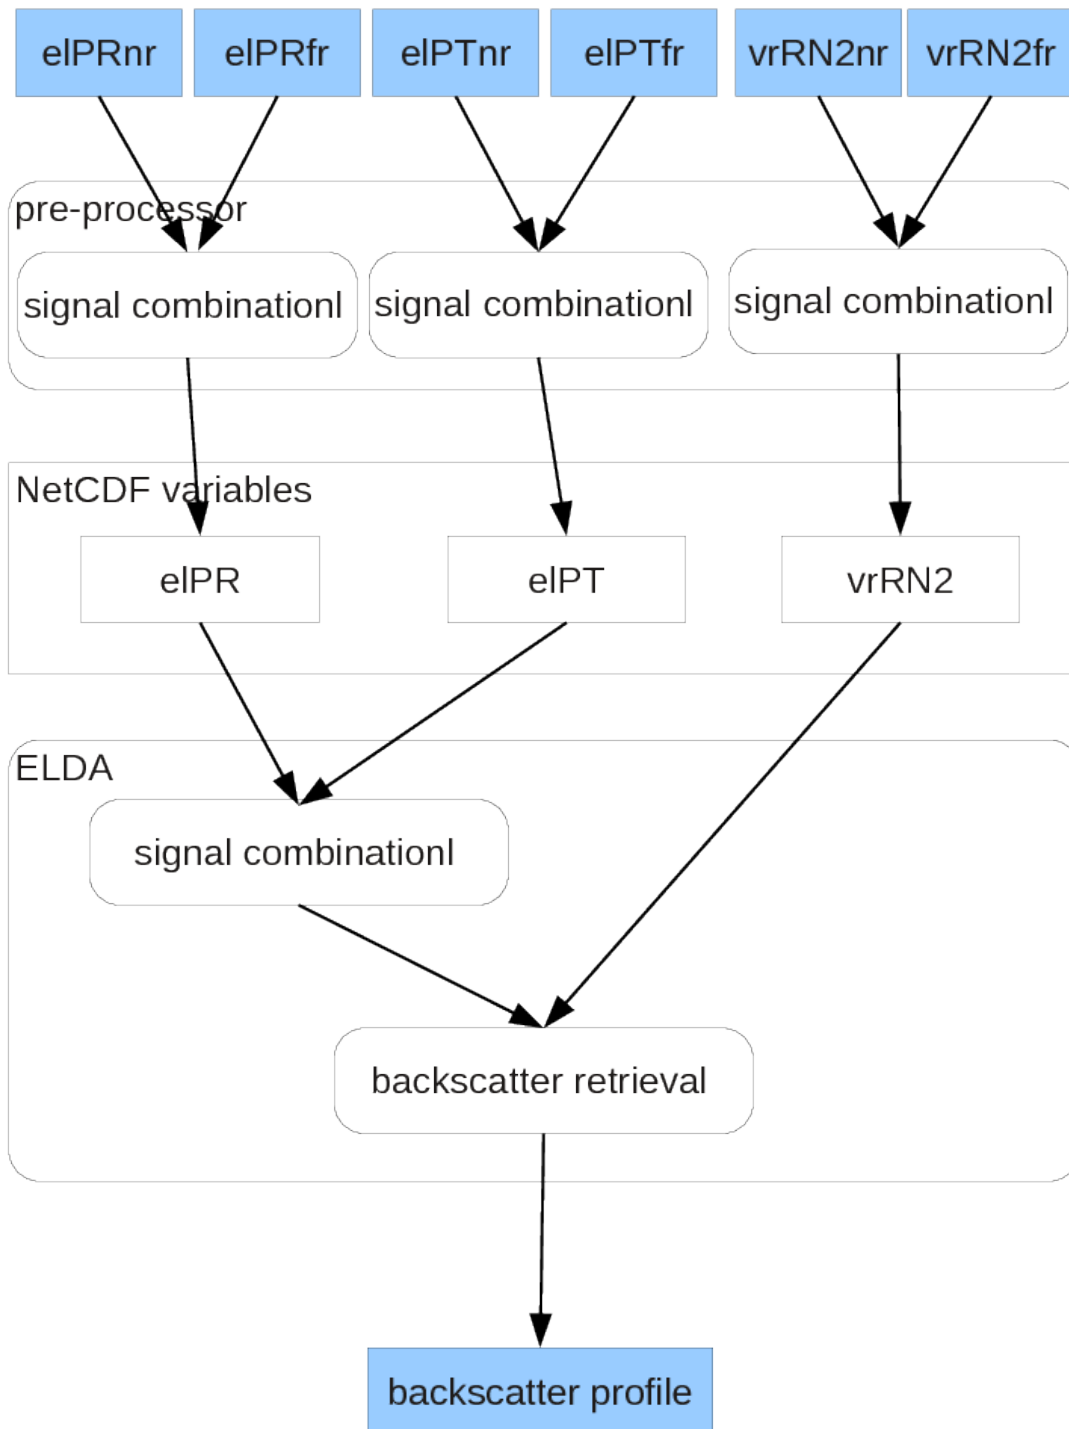 elPRnr
elPRfr
elPTnr
elPTfr
vrRN2nr
vrRN2fr
pre-processor
signal combinationl
signal combinationl
signal combinationl
NetCDF variables
elPR
elPT
vrRN2
ELDA
signal combinationl
backscatter retrieval
backscatter profile